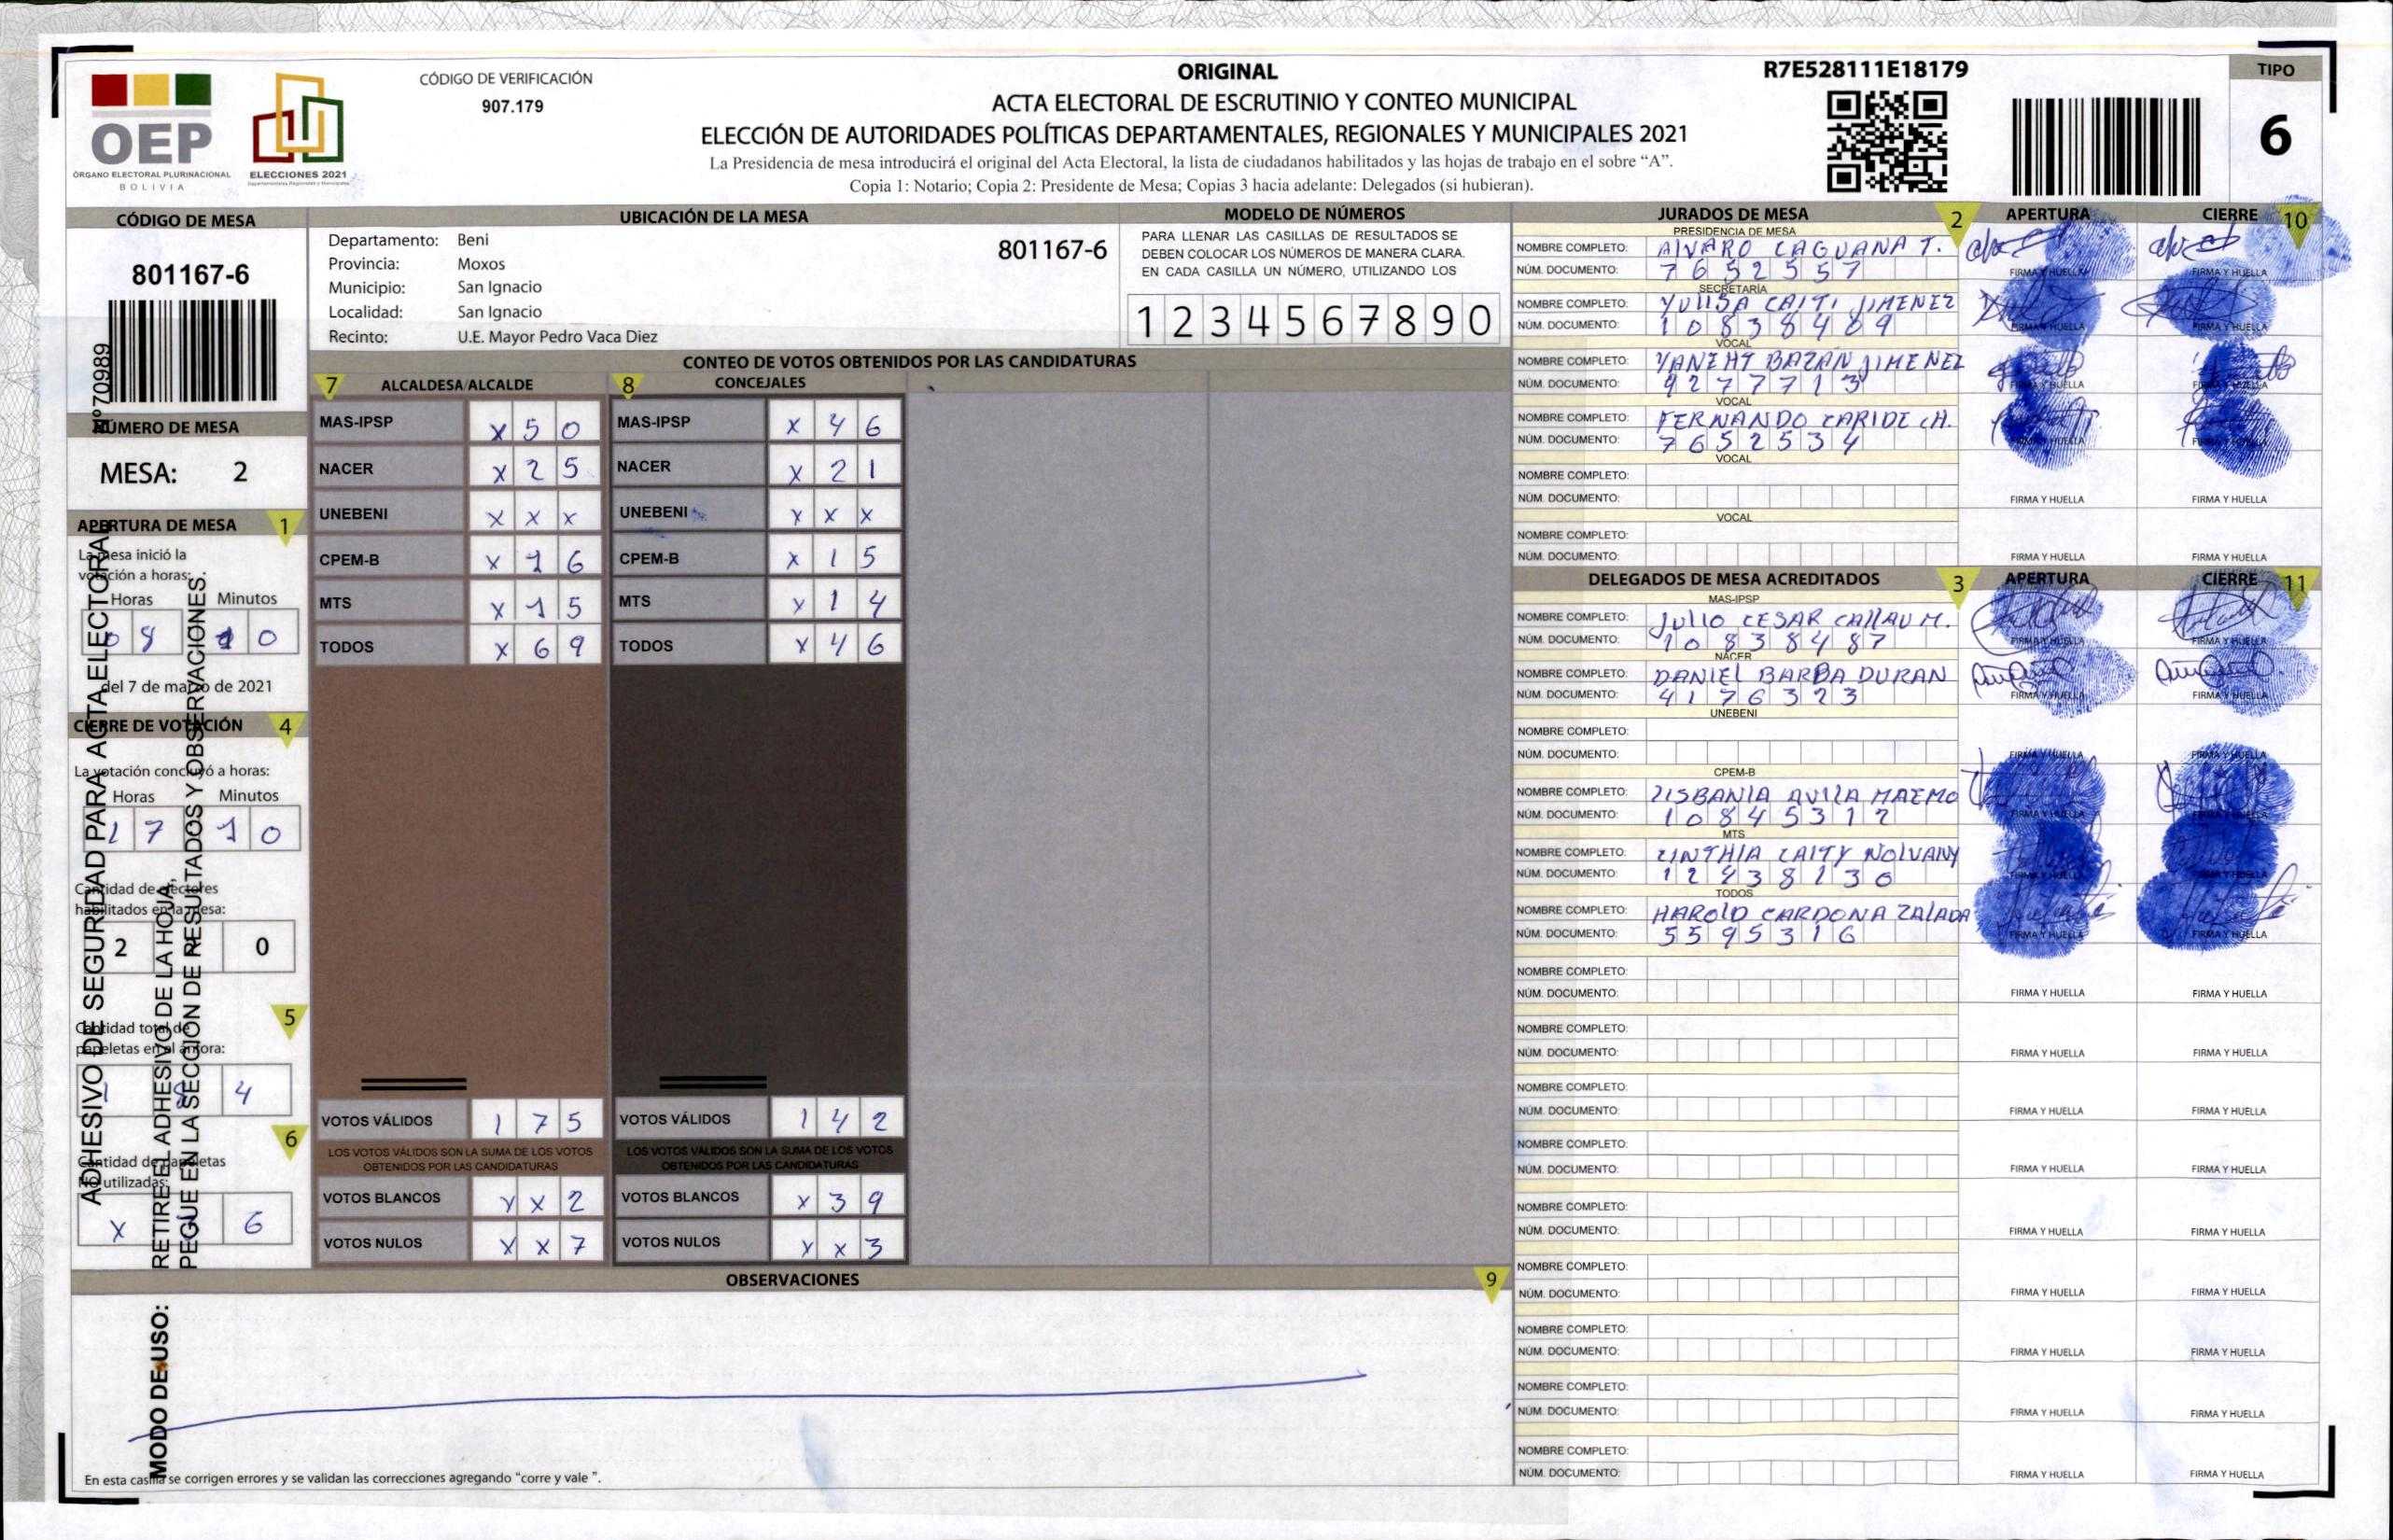 ORIGINAL
R7E528111E18179
TIPO
6
CÓDIGO DE VERIFICACIÓN
907.179
ACTA ELECTORAL DE ESCRUTINIO Y CONTEO MUNICIPAL
ELECCIÓN DE AUTORIDADES POLÍTICAS DEPARTAMENTALES, REGIONALES Y MUNICIPALES 2021
La Presidencia de mesa introducirá el original del Acta Electoral, la lista de ciudadanos habilitados y las hojas de trabajo en el sobre “A”.
Copia 1: Notario; Copia 2: Presidente de Mesa; Copias 3 hacia adelante: Delegados (si hubieran).
OEP
ÓRGANO ELECTORAL PLURINACIONAL
BOLIVIA
ELECCIONES 2021
Departamentales, Regionales y Municipales
CÓDIGO DE MESA
801167-6
Nº70989
NÚMERO DE MESA
MESA: 2
APERTURA DE MESA 1
La mesa inició la
votación a horas:
Horas Minutos
08 10
del 7 de marzo de 2021
CIERRE DE VOTACIÓN 4
La votación concluyó a horas:
Horas Minutos
17 10
Cantidad de electores
habilitados en la mesa:
2 0
5
Cantidad total de
papeletas en el ánfora:
1 8 4
6
Cantidad de papeletas
NO utilizadas:
X 6
ADHESIVO DE SEGURIDAD PARA ACTA ELECTORAL
MODO DE USO: RETIRE EL ADHESIVO DE LA HOJA,
PEGUE EN LA SECCIÓN DE RESULTADOS Y OBSERVACIONES.
UBICACIÓN DE LA MESA
Departamento: Beni
801167-6
Provincia: Moxos
Municipio: San Ignacio
Localidad: San Ignacio
Recinto: U.E. Mayor Pedro Vaca Diez
MODELO DE NÚMEROS
PARA LLENAR LAS CASILLAS DE RESULTADOS SE
DEBEN COLOCAR LOS NÚMEROS DE MANERA CLARA.
EN CADA CASILLA UN NÚMERO, UTILIZANDO LOS
1 2 3 4 5 6 7 8 9 0
CONTEO DE VOTOS OBTENIDOS POR LAS CANDIDATURAS
7 ALCALDESA/ALCALDE
MAS-IPSP X 5 0
NACER X 2 5
UNEBENI X X X
CPEM-B X 1 6
MTS X 1 5
TODOS X 6 9
VOTOS VÁLIDOS 1 7 5
LOS VOTOS VÁLIDOS SON LA SUMA DE LOS VOTOS
OBTENIDOS POR LAS CANDIDATURAS
VOTOS BLANCOS X X 2
VOTOS NULOS X X 7
8 CONCEJALES
MAS-IPSP X 4 6
NACER X 2 1
UNEBENI X X X
CPEM-B X 1 5
MTS X 1 4
TODOS X 4 6
VOTOS VÁLIDOS 1 4 2
LOS VOTOS VÁLIDOS SON LA SUMA DE LOS VOTOS
OBTENIDOS POR LAS CANDIDATURAS
VOTOS BLANCOS X 3 9
VOTOS NULOS X X 3
OBSERVACIONES 9
En esta casilla se corrigen errores y se validan las correcciones agregando “corre y vale ”.
JURADOS DE MESA 2 APERTURA CIERRE 10
PRESIDENCIA DE MESA
NOMBRE COMPLETO: ALVARO CAGUANA T.
NÚM. DOCUMENTO: 7652557 FIRMA Y HUELLA FIRMA Y HUELLA
SECRETARÍA
NOMBRE COMPLETO: YULISA CAITI JIMENEZ
NÚM. DOCUMENTO: 10838489 FIRMA Y HUELLA FIRMA Y HUELLA
VOCAL
NOMBRE COMPLETO: YANEHT BAZAN JIMENEZ
NÚM. DOCUMENTO: 9277713 FIRMA Y HUELLA FIRMA Y HUELLA
VOCAL
NOMBRE COMPLETO: FERNANDO CARIDE CH.
NÚM. DOCUMENTO: 7652534 FIRMA Y HUELLA FIRMA Y HUELLA
VOCAL
NOMBRE COMPLETO:
NÚM. DOCUMENTO: FIRMA Y HUELLA FIRMA Y HUELLA
VOCAL
NOMBRE COMPLETO:
NÚM. DOCUMENTO: FIRMA Y HUELLA FIRMA Y HUELLA
DELEGADOS DE MESA ACREDITADOS 3 APERTURA CIERRE 11
MAS-IPSP
NOMBRE COMPLETO: JULIO CESAR CALLAU M.
NÚM. DOCUMENTO: 10838487 FIRMA Y HUELLA FIRMA Y HUELLA
NACER
NOMBRE COMPLETO: DANIEL BARBA DURAN
NÚM. DOCUMENTO: 4176323 FIRMA Y HUELLA FIRMA Y HUELLA
UNEBENI
NOMBRE COMPLETO:
NÚM. DOCUMENTO: FIRMA Y HUELLA FIRMA Y HUELLA
CPEM-B
NOMBRE COMPLETO: LISBANIA AVILA MAEMO
NÚM. DOCUMENTO: 10845312 FIRMA Y HUELLA FIRMA Y HUELLA
MTS
NOMBRE COMPLETO: CINTHIA CAITY NOLVANY
NÚM. DOCUMENTO: 12438130 FIRMA Y HUELLA FIRMA Y HUELLA
TODOS
NOMBRE COMPLETO: HAROLD CARDONA ZALADA
NÚM. DOCUMENTO: 5595316 FIRMA Y HUELLA FIRMA Y HUELLA
NOMBRE COMPLETO:
NÚM. DOCUMENTO: FIRMA Y HUELLA FIRMA Y HUELLA
NOMBRE COMPLETO:
NÚM. DOCUMENTO: FIRMA Y HUELLA FIRMA Y HUELLA
NOMBRE COMPLETO:
NÚM. DOCUMENTO: FIRMA Y HUELLA FIRMA Y HUELLA
NOMBRE COMPLETO:
NÚM. DOCUMENTO: FIRMA Y HUELLA FIRMA Y HUELLA
NOMBRE COMPLETO:
NÚM. DOCUMENTO: FIRMA Y HUELLA FIRMA Y HUELLA
NOMBRE COMPLETO:
NÚM. DOCUMENTO: FIRMA Y HUELLA FIRMA Y HUELLA
NOMBRE COMPLETO:
NÚM. DOCUMENTO: FIRMA Y HUELLA FIRMA Y HUELLA
NOMBRE COMPLETO:
NÚM. DOCUMENTO: FIRMA Y HUELLA FIRMA Y HUELLA
NOMBRE COMPLETO:
NÚM. DOCUMENTO: FIRMA Y HUELLA FIRMA Y HUELLA